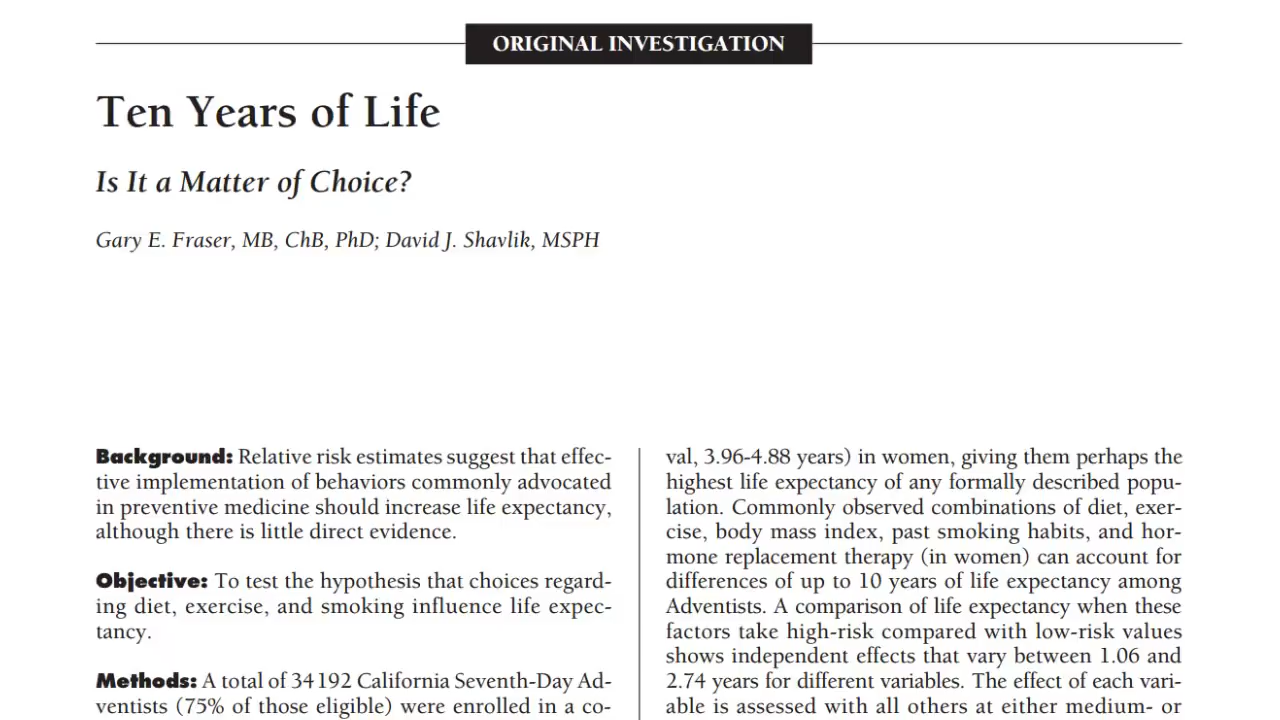 ORIGINAL INVESTIGATION
Ten Years of Life
Is It a Matter of Choice?
Gary E. Fraser, MB, ChB, PhD; David J. Shavlik, MSPH
Background: Relative risk estimates suggest that effec-
tive implementation of behaviors commonly advocated
in preventive medicine should increase life expectancy,
although there is little direct evidence.
Objective: To test the hypothesis that choices regard-
ing diet, exercise, and smoking influence life expec-
tancy.
Methods: A total of 34 192 California Seventh-Day Ad-
ventists (75% of those eligible) were enrolled in a co-
val, 3.96-4.88 years) in women, giving them perhaps the
highest life expectancy of any formally described popu-
lation. Commonly observed combinations of diet, exer-
cise, body mass index, past smoking habits, and hor-
mone replacement therapy (in women) can account for
differences of up to 10 years of life expectancy among
Adventists. A comparison of life expectancy when these
factors take high-risk compared with low-risk values
shows independent effects that vary between 1.06 and
2.74 years for different variables. The effect of each vari-
able is assessed with all others at either medium- or